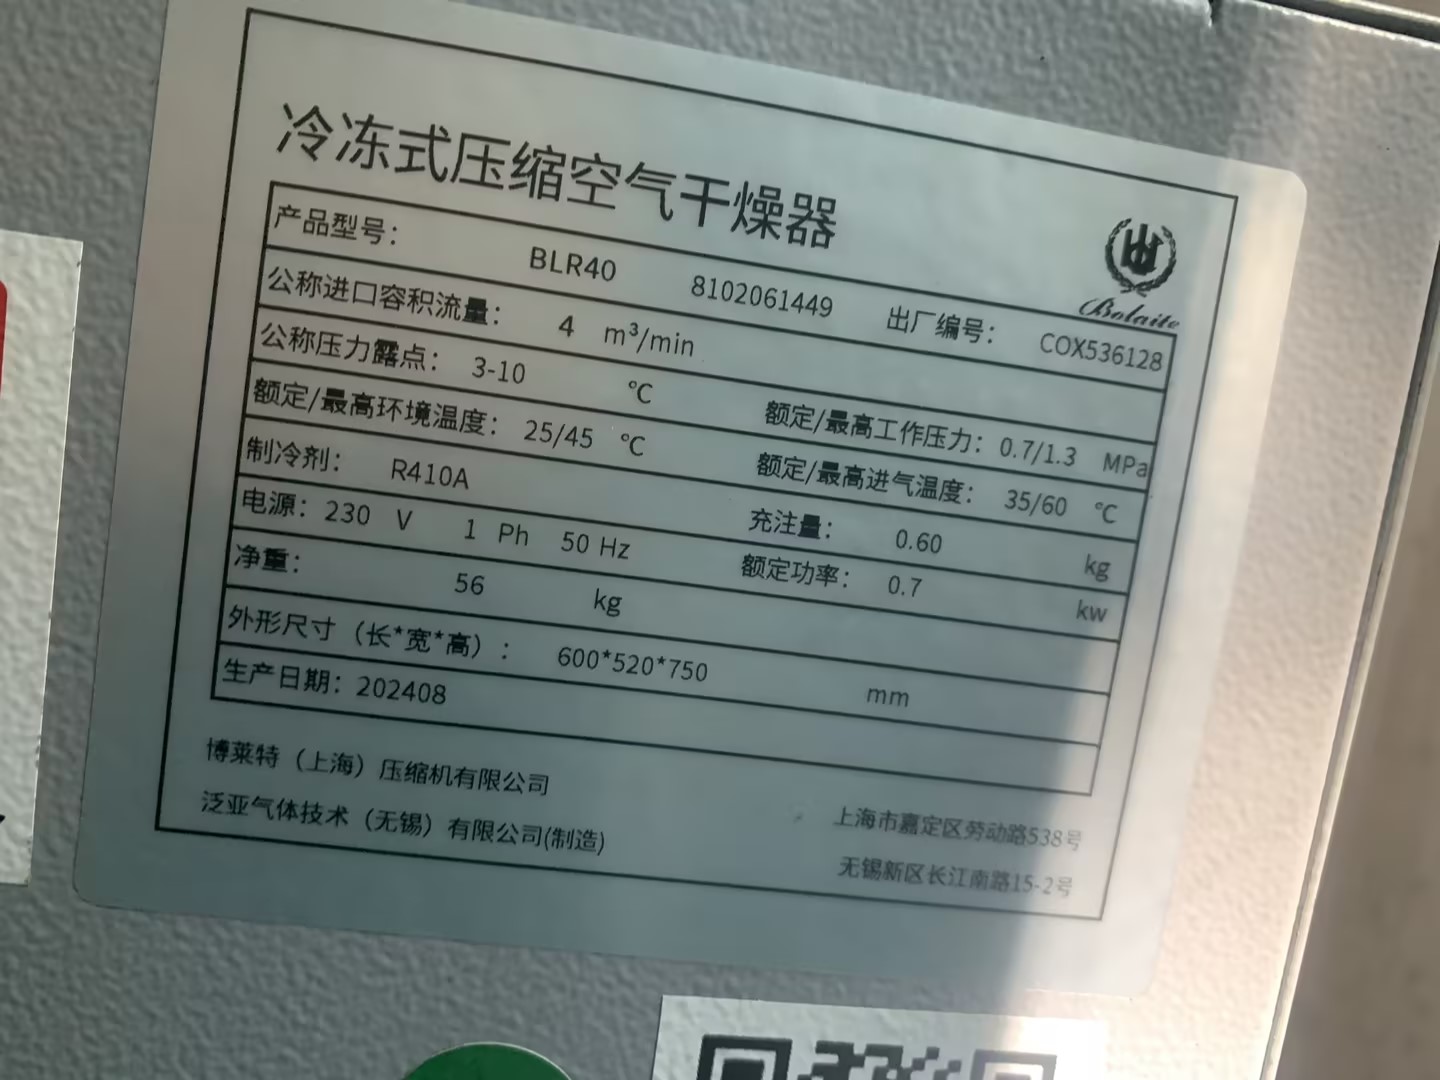 冷冻式压缩空气干燥器
Bolaite
产品型号： BLR40 8102061449 出厂编号： COX536128
公称进口容积流量： 4 m³/min
公称压力露点： 3-10 ℃ 额定/最高工作压力： 0.7/1.3 MPa
额定/最高环境温度： 25/45 ℃ 额定/最高进气温度： 35/60 ℃
制冷剂： R410A 充注量： 0.60 kg
电源： 230 V 1 Ph 50 Hz 额定功率： 0.7 kw
净重： 56 kg
外形尺寸（长*宽*高）： 600*520*750 mm
生产日期： 202408
博莱特（上海）压缩机有限公司 上海市嘉定区劳动路538号
泛亚气体技术（无锡）有限公司(制造) 无锡新区长江南路15-2号